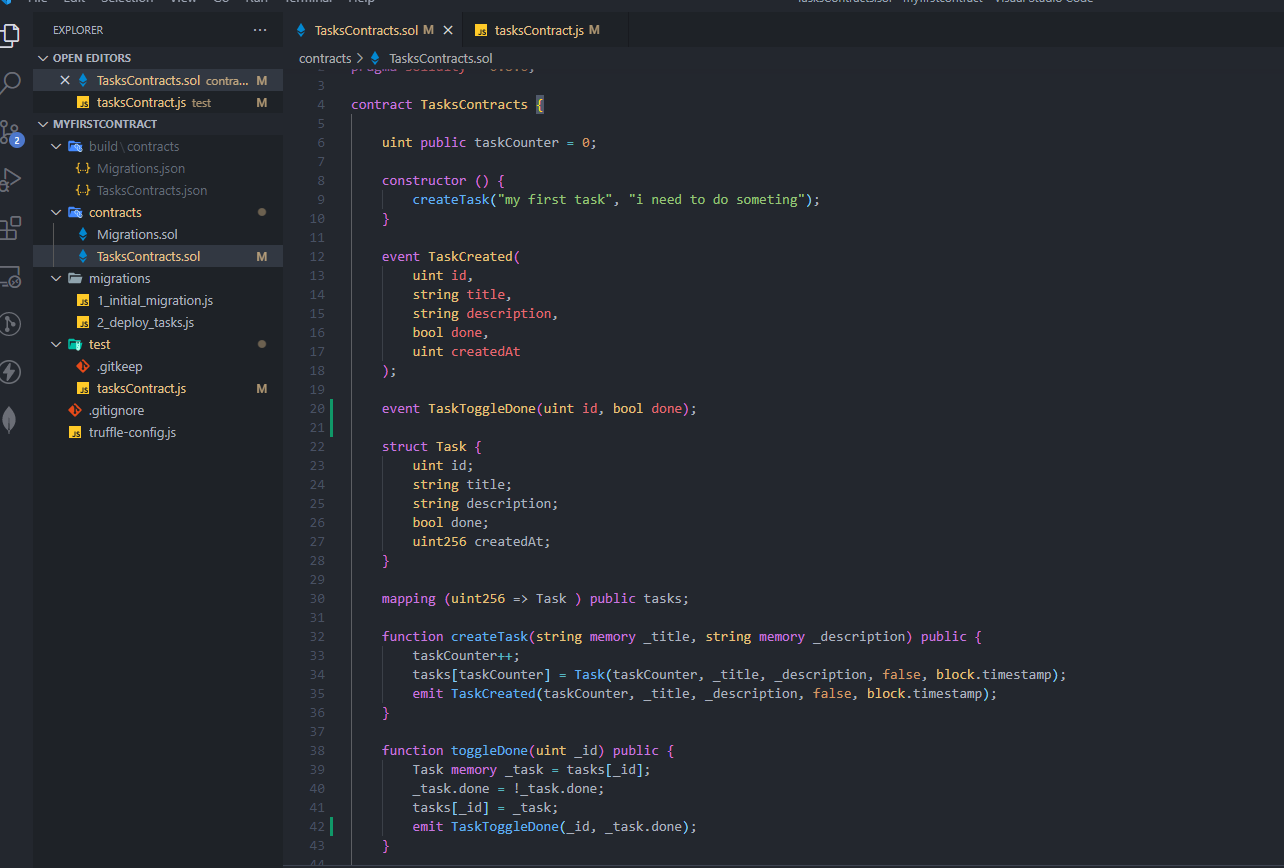 EXPLORER
OPEN EDITORS
TasksContracts.sol contra... M
tasksContract.js test M
MYFIRSTCONTRACT
build \ contracts
Migrations.json
TasksContracts.json
contracts
Migrations.sol
TasksContracts.sol M
migrations
1_initial_migration.js
2_deploy_tasks.js
test
.gitkeep
tasksContract.js M
.gitignore
truffle-config.js
2
TasksContracts.sol M
tasksContract.js M
contracts > TasksContracts.sol
3
4 contract TasksContracts {
5
6 uint public taskCounter = 0;
7
8 constructor () {
9 createTask("my first task", "i need to do someting");
10 }
11
12 event TaskCreated(
13 uint id,
14 string title,
15 string description,
16 bool done,
17 uint createdAt
18 );
19
20 event TaskToggleDone(uint id, bool done);
21
22 struct Task {
23 uint id;
24 string title;
25 string description;
26 bool done;
27 uint256 createdAt;
28 }
29
30 mapping (uint256 => Task ) public tasks;
31
32 function createTask(string memory _title, string memory _description) public {
33 taskCounter++;
34 tasks[taskCounter] = Task(taskCounter, _title, _description, false, block.timestamp);
35 emit TaskCreated(taskCounter, _title, _description, false, block.timestamp);
36 }
37
38 function toggleDone(uint _id) public {
39 Task memory _task = tasks[_id];
40 _task.done = !_task.done;
41 tasks[_id] = _task;
42 emit TaskToggleDone(_id, _task.done);
43 }